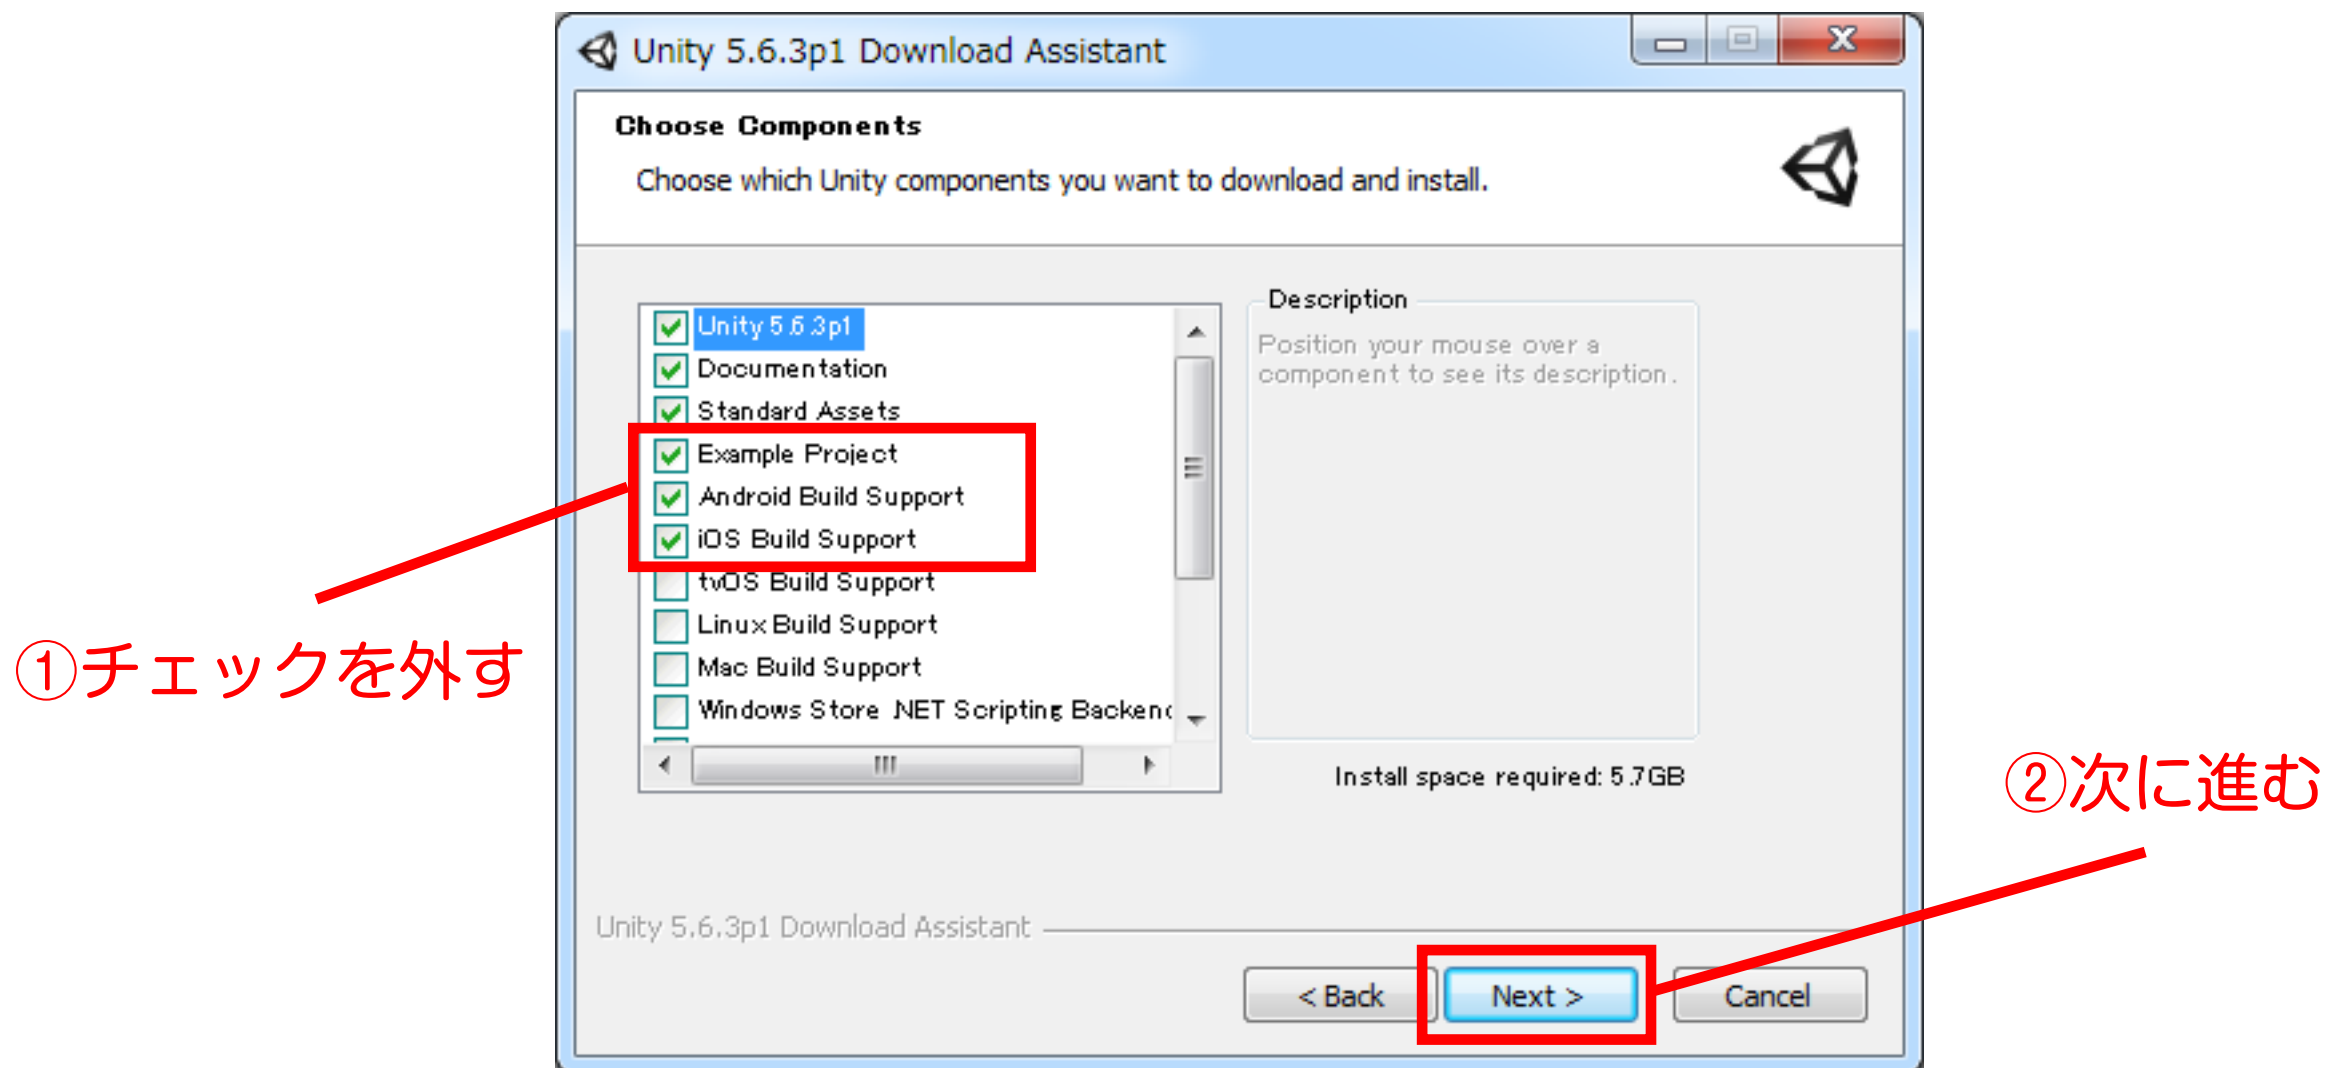 Unity 5.6.3p1 Download Assistant
Choose Components
Choose which Unity components you want to download and install.
Unity 5.6.3p1
Documentation
Standard Assets
Example Project
Android Build Support
iOS Build Support
tvOS Build Support
Linux Build Support
Mac Build Support
Windows Store .NET Scripting Backenc
Description
Position your mouse over a
component to see its description.
Install space required: 5.7GB
①チェックを外す
②次に進む
Unity 5.6.3p1 Download Assistant
< Back
Next >
Cancel